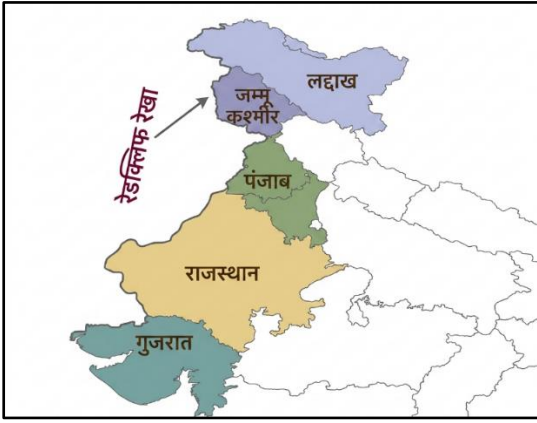 लद्दाख
जम्मू
कश्मीर
रेडक्लिफ रेखा
पंजाब
राजस्थान
गुजरात